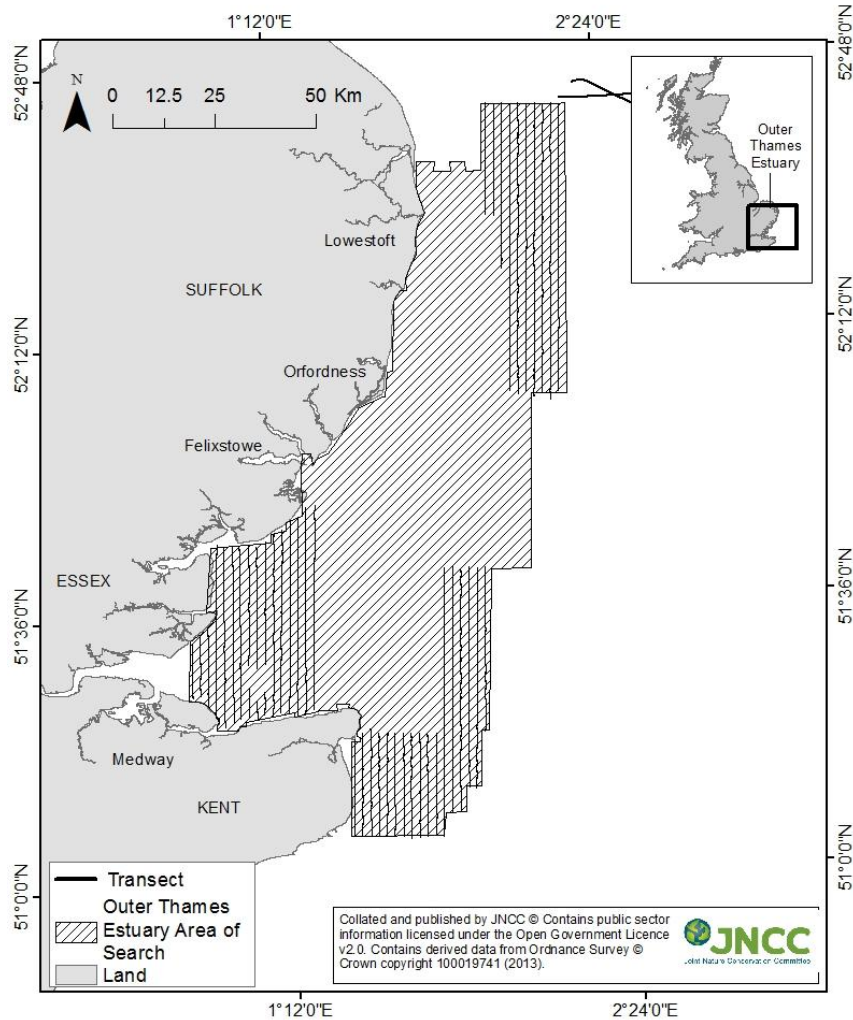 1°12'0"E
2°24'0"E
52°48'0"N
52°48'0"N
N
0 12.5 25 50 Km
Outer
Thames
Estuary
Lowestoft
SUFFOLK
52°12'0"N
52°12'0"N
Orfordness
Felixstowe
ESSEX
51°36'0"N
51°36'0"N
Medway
KENT
51°0'0"N
51°0'0"N
Transect
Outer Thames
Estuary Area of
Search
Land
Collated and published by JNCC © Contains public sector
information licensed under the Open Government Licence
v2.0. Contains derived data from Ordnance Survey ©
Crown copyright 100019741 (2013).
JNCC
Joint Nature Conservation Committee
1°12'0"E
2°24'0"E